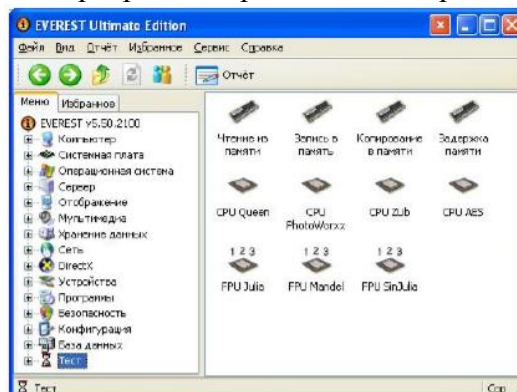 EVEREST Ultimate Edition
Файл Вид Отчёт Избранное Сервис Справка
Отчёт
Меню Избранное
EVEREST v5.50.2100
Компьютер
Системная плата
Операционная система
Сервер
Отображение
Мультимедиа
Хранение данных
Сеть
DirectX
Устройства
Программы
Безопасность
Конфигурация
База данных
Тест
Чтение из памяти
Запись в память
Копирование в памяти
Задержка памяти
CPU Queen
CPU PhotoWorxx
CPU ZLib
CPU AES
1 2 3
1 2 3
1 2 3
FPU Julia
FPU Mandel
FPU SinJulia
Тест